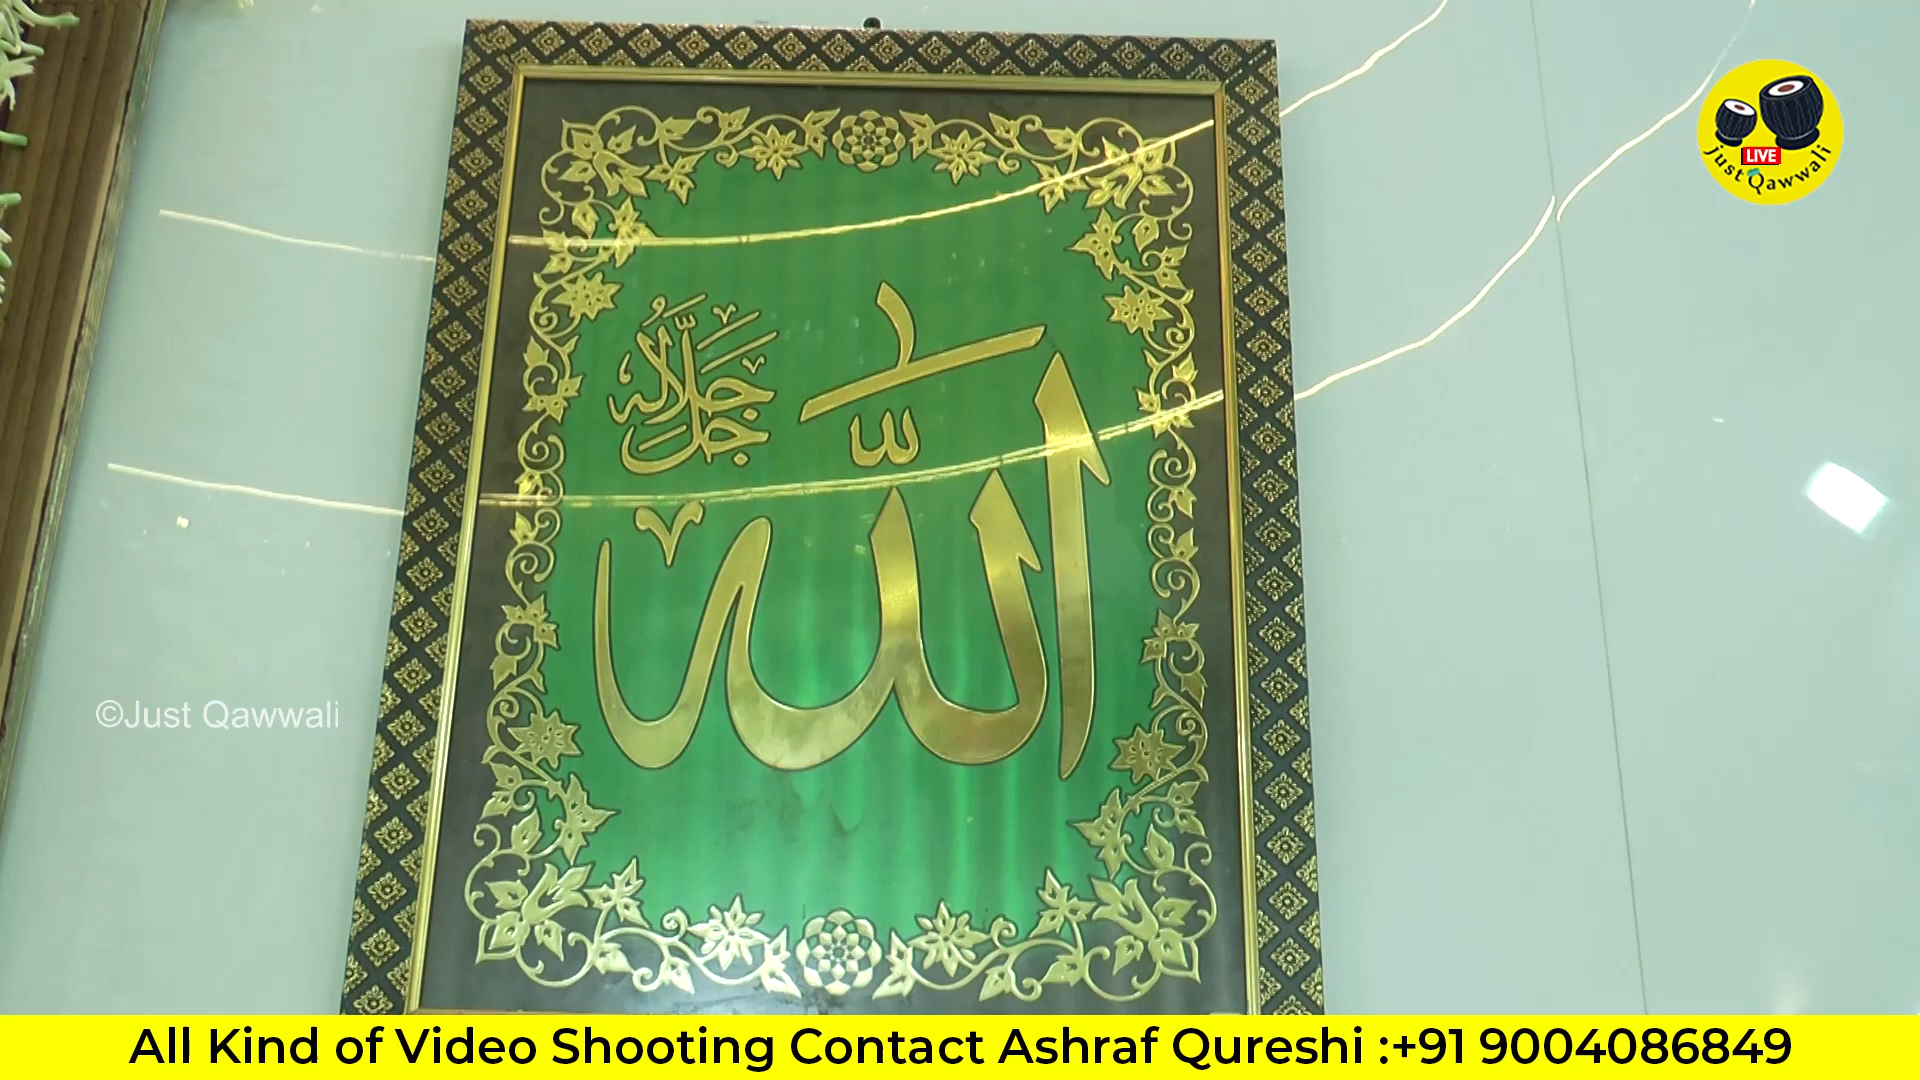 الله
جل جلاله
LIVE
Just Qawwali
©Just Qawwali
All Kind of Video Shooting Contact Ashraf Qureshi :+91 9004086849